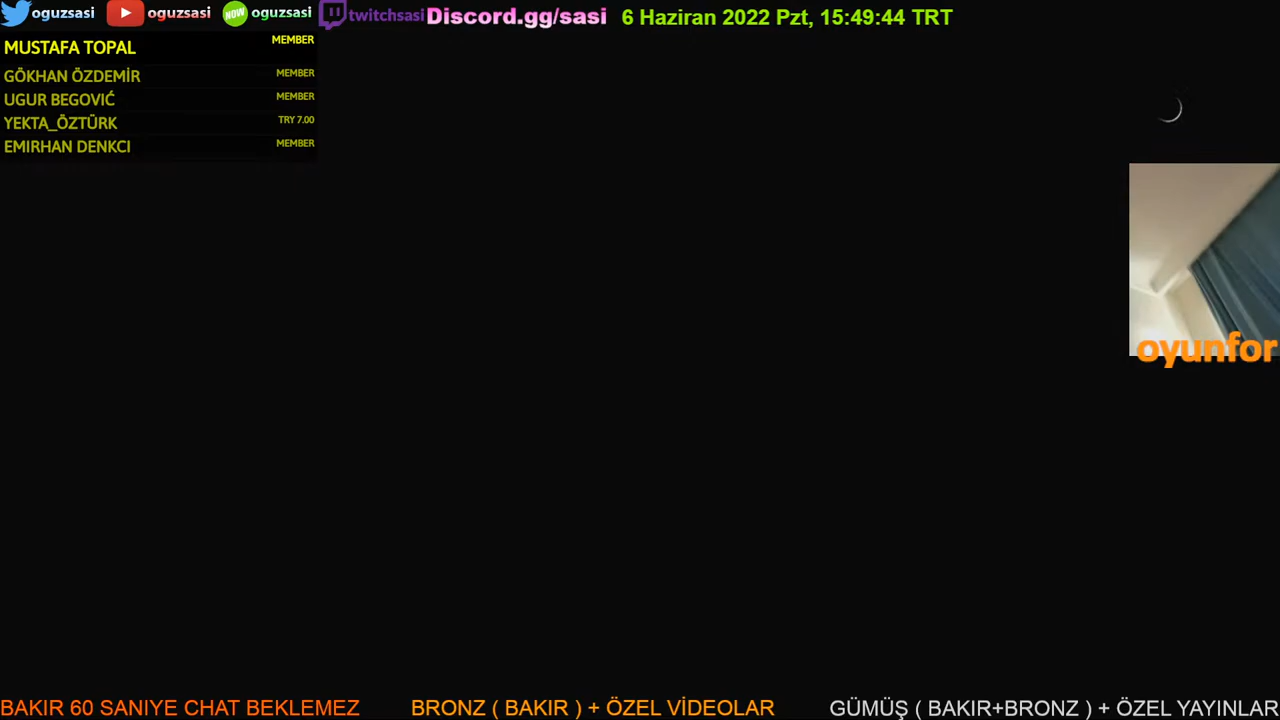 oguzsasi oguzsasi NOW oguzsasi twitchsasi Discord.gg/sasi 6 Haziran 2022 Pzt, 15:49:44 TRT
MUSTAFA TOPAL MEMBER
GÖKHAN ÖZDEMİR MEMBER
UGUR BEGOVIĆ MEMBER
YEKTA_ÖZTÜRK TRY 7.00
EMIRHAN DENKCI MEMBER
oyunfor
BAKIR 60 SANIYE CHAT BEKLEMEZ BRONZ ( BAKIR ) + ÖZEL VİDEOLAR GÜMÜŞ ( BAKIR+BRONZ ) + ÖZEL YAYINLAR